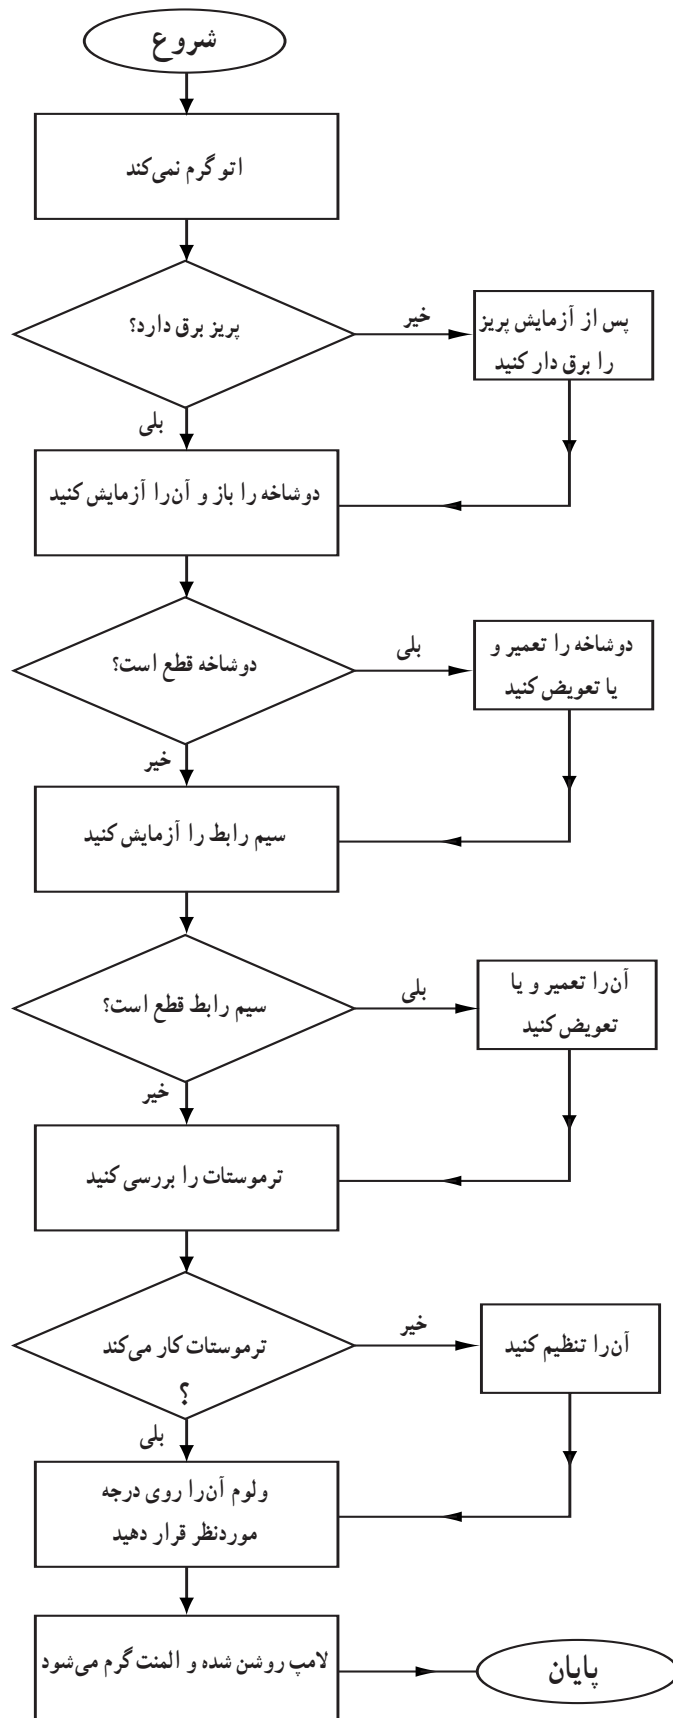 شروع
اتو گرم نمی‌کند
پریز برق دارد؟
خیر
پس از آزمایش پریز
را برق دار کنید
بلی
دوشاخه را باز و آن‌را آزمایش کنید
دوشاخه قطع است؟
بلی
دوشاخه را تعمیر و
یا تعویض کنید
خیر
سیم رابط را آزمایش کنید
سیم رابط قطع است؟
بلی
آن‌را تعمیر و یا
تعویض کنید
خیر
ترموستات را بررسی کنید
ترموستات کار می‌کند
؟
خیر
آن‌را تنظیم کنید
بلی
ولوم آن‌را روی درجه
موردنظر قرار دهید
لامپ روشن شده و المنت گرم می‌شود
پایان